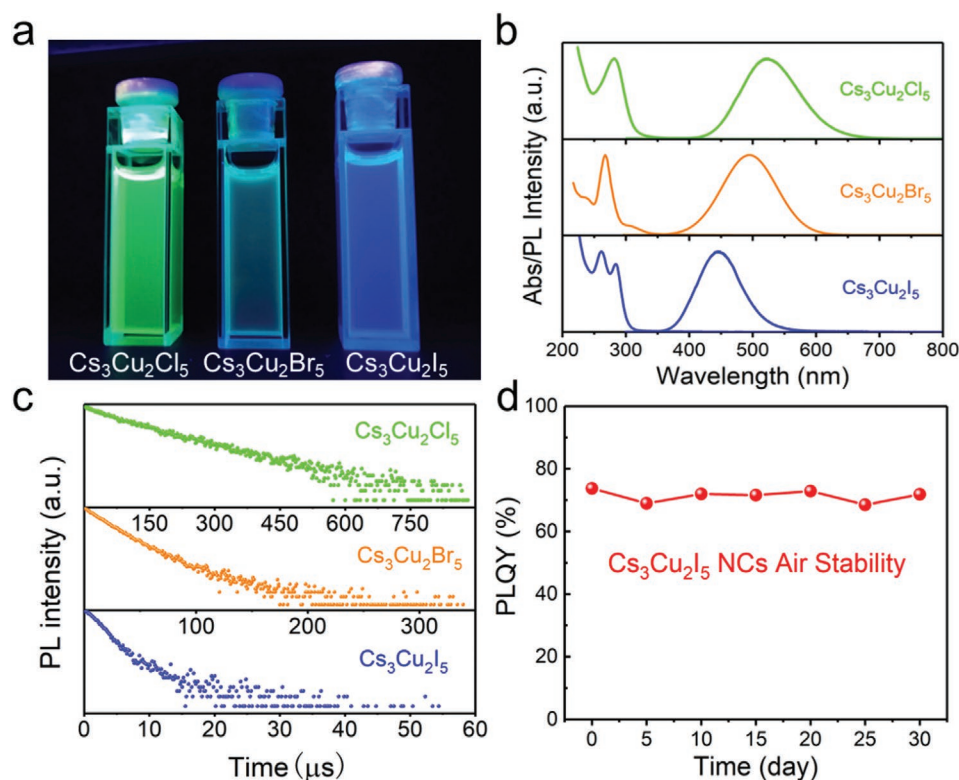 a
Cs₃Cu₂Cl₅ Cs₃Cu₂Br₅ Cs₃Cu₂I₅
b
Abs/PL Intensity (a.u.)
Cs₃Cu₂Cl₅
Cs₃Cu₂Br₅
Cs₃Cu₂I₅
200 300 400 500 600 700 800
Wavelength (nm)
c
PL intensity (a.u.)
Cs₃Cu₂Cl₅
150 300 450 600 750
Cs₃Cu₂Br₅
100 200 300
Cs₃Cu₂I₅
0 10 20 30 40 50 60
Time (μs)
d
PLQY (%)
100
80
60
40
20
0
Cs₃Cu₂I₅ NCs Air Stability
0 5 10 15 20 25 30
Time (day)